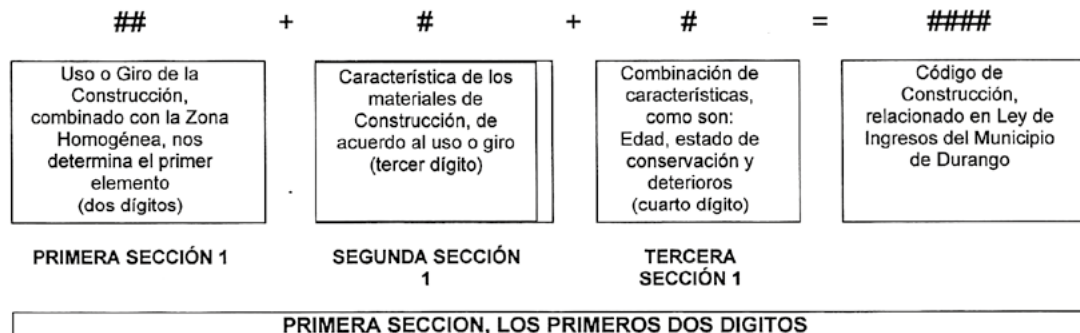 ## + # + # = ####
Uso o Giro de la
Construcción,
combinado con la Zona
Homogénea, nos
determina el primer
elemento
(dos dígitos)
Característica de los
materiales de
Construcción, de
acuerdo al uso o giro
(tercer dígito)
Combinación de
características,
como son:
Edad, estado de
conservación y
deterioros
(cuarto dígito)
Código de
Construcción,
relacionado en Ley de
Ingresos del Municipio
de Durango
PRIMERA SECCIÓN 1
SEGUNDA SECCIÓN
1
TERCERA
SECCIÓN 1
PRIMERA SECCION, LOS PRIMEROS DOS DIGITOS